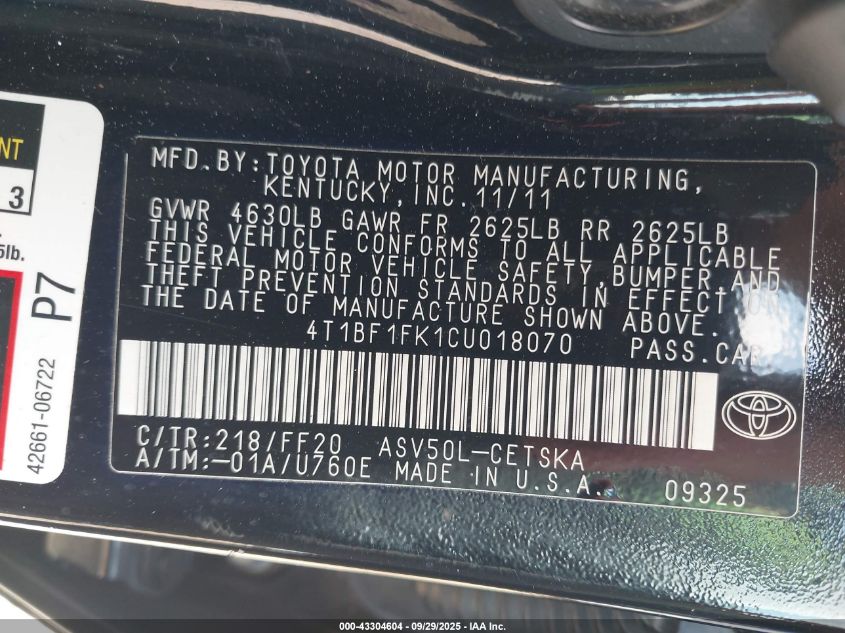 MFD. BY: TOYOTA MOTOR MANUFACTURING,
KENTUCKY, INC. 11/11
GVWR 4630LB GAWR FR 2625LB RR 2625LB
THIS VEHICLE CONFORMS TO ALL APPLICABLE
FEDERAL MOTOR VEHICLE SAFETY, BUMPER, AND
THEFT PREVENTION STANDARDS IN EFFECT ON
THE DATE OF MANUFACTURE SHOWN ABOVE.
4T1BF1FK1CU018070 PASS. CAR
C/TR: 218/FF20 ASV50L-CETSKA
A/TM: -01A/U760E MADE IN U.S.A. 09325
NT
3
5lb.
P7
42661-06722
000-43304604 / 09/29/2025 - IAA Inc.